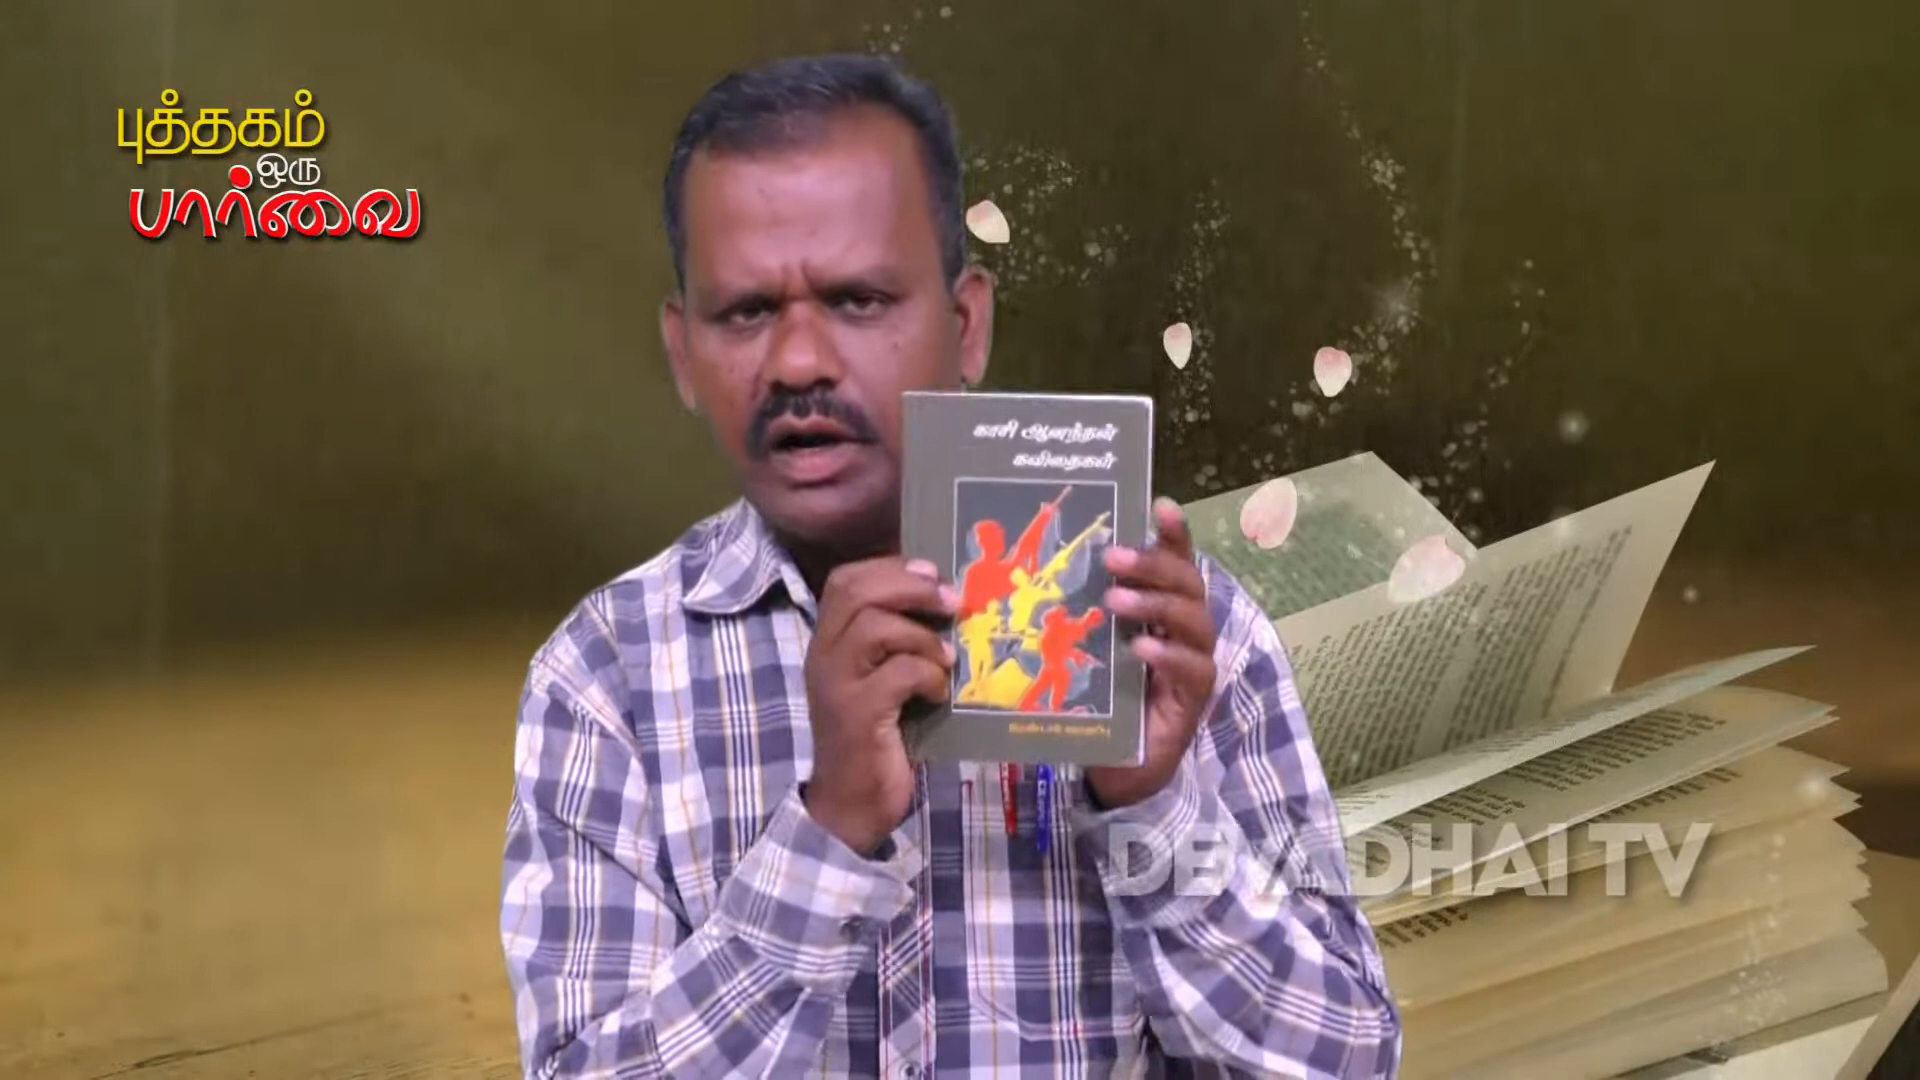 புத்தகம்
ஒரு
பார்வை
காசி ஆனந்தன்
கவிதைகள்
DEVADHAI TV